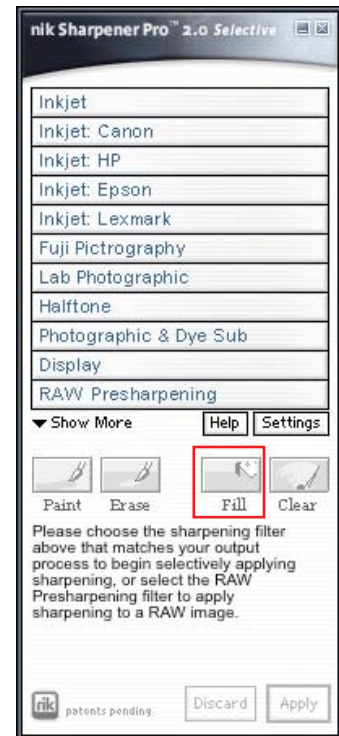 nik Sharpener Pro™ 2.0 Selective
Inkjet
Inkjet: Canon
Inkjet: HP
Inkjet: Epson
Inkjet: Lexmark
Fuji Pictrography
Lab Photographic
Halftone
Photographic & Dye Sub
Display
RAW Presharpening
▼ Show More Help Settings
Paint Erase Fill Clear
Please choose the sharpening filter
above that matches your output
process to begin selectively applying
sharpening, or select the RAW
Presharpening filter to apply
sharpening to a RAW image.
nik patents pending Discard Apply